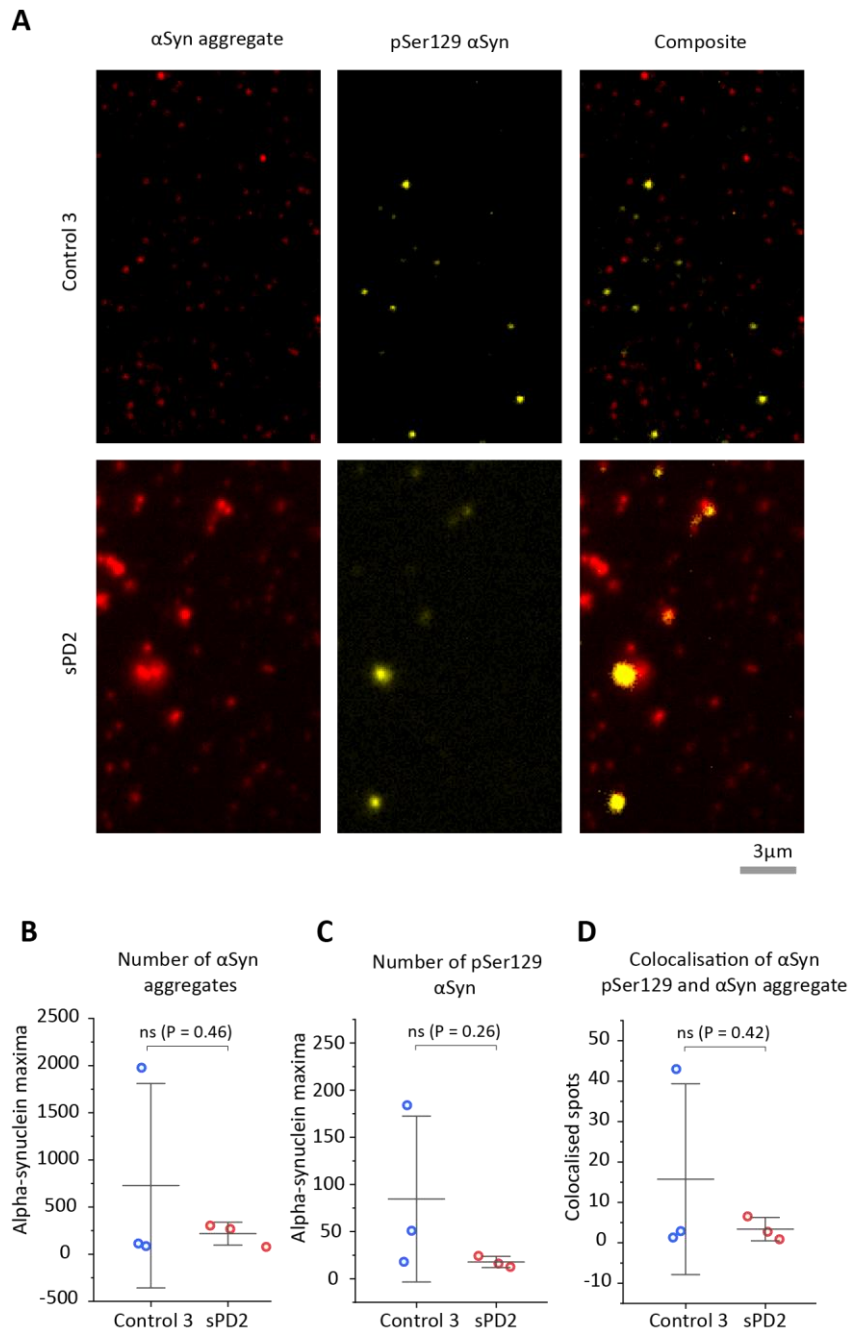 A
αSyn aggregate
pSer129 αSyn
Composite
Control 3
sPD2
3μm
B
Number of αSyn
aggregates
ns (P = 0.46)
Alpha-synuclein maxima
2500
2000
1500
1000
500
0
-500
Control 3
sPD2
C
Number of pSer129
αSyn
ns (P = 0.26)
Alpha-synuclein maxima
250
200
150
100
50
0
Control 3
sPD2
D
Colocalisation of αSyn
pSer129 and αSyn aggregate
ns (P = 0.42)
Colocalised spots
50
40
30
20
10
0
-10
Control 3
sPD2